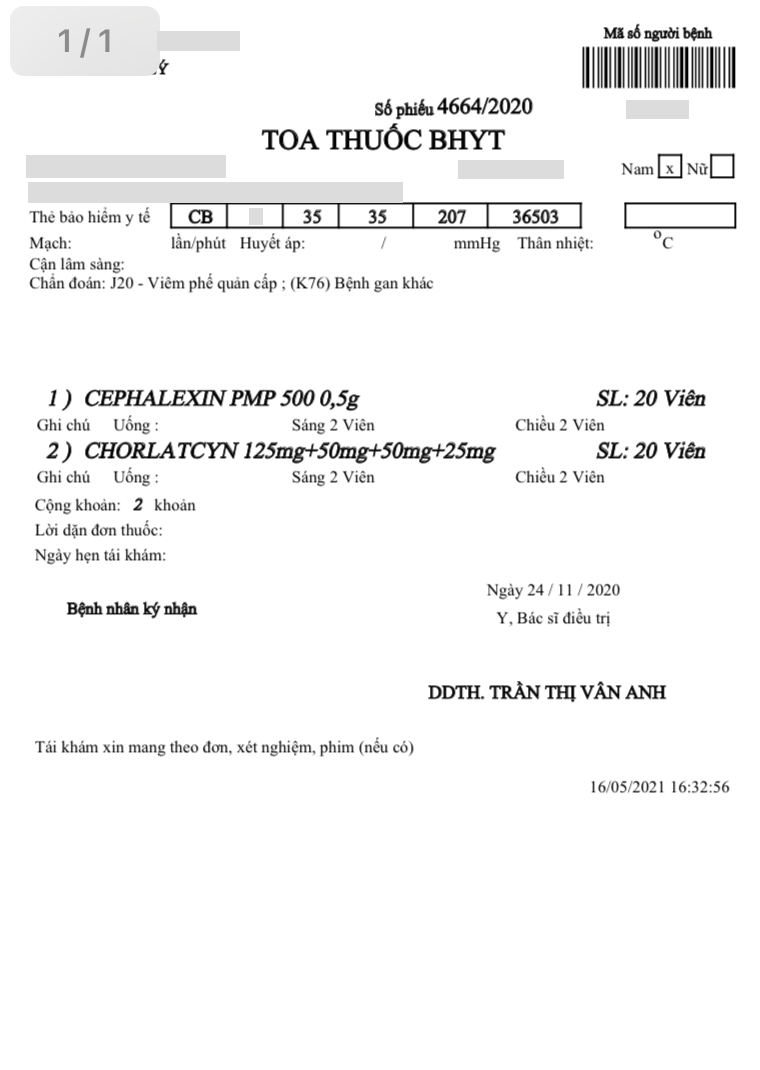 1/1
Mã số người bệnh
Số phiếu 4664/2020
TOA THUỐC BHYT
Nam x Nữ
Thẻ bảo hiểm y tế CB 35 35 207 36503
Mạch: lần/phút Huyết áp: / mmHg Thân nhiệt: °C
Cận lâm sàng:
Chẩn đoán: J20 - Viêm phế quản cấp ; (K76) Bệnh gan khác
1 ) CEPHALEXIN PMP 500 0,5g SL: 20 Viên
Ghi chú Uống : Sáng 2 Viên Chiều 2 Viên
2 ) CHORLATCYN 125mg+50mg+50mg+25mg SL: 20 Viên
Ghi chú Uống : Sáng 2 Viên Chiều 2 Viên
Cộng khoản: 2 khoản
Lời dặn đơn thuốc:
Ngày hẹn tái khám:
Ngày 24 / 11 / 2020
Bệnh nhân ký nhận
Y, Bác sĩ điều trị
DDTH. TRẦN THỊ VÂN ANH
Tái khám xin mang theo đơn, xét nghiệm, phim (nếu có)
16/05/2021 16:32:56